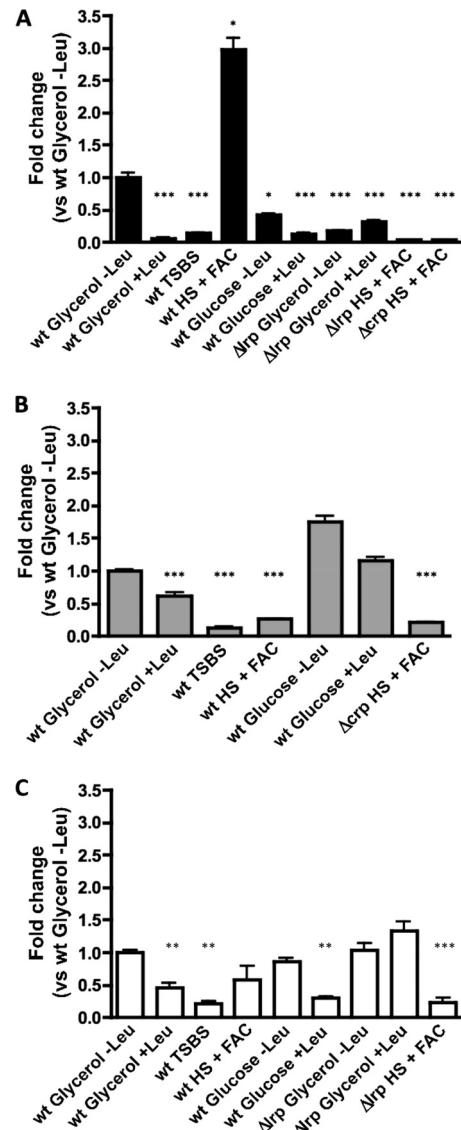 A
Fold change
(vs wt Glycerol -Leu)
3.5
3.0
2.5
2.0
1.5
1.0
0.5
0.0
*** *** * * *** *** *** *** ***
wt Glycerol -Leu
wt Glycerol +Leu
wt TSBS
wt HS + FAC
wt Glucose -Leu
wt Glucose +Leu
Δlrp Glycerol -Leu
Δlrp Glycerol +Leu
Δlrp HS + FAC
Δcrp HS + FAC
B
Fold change
(vs wt Glycerol -Leu)
3.5
3.0
2.5
2.0
1.5
1.0
0.5
0.0
*** *** *** ***
wt Glycerol -Leu
wt Glycerol +Leu
wt TSBS
wt HS + FAC
wt Glucose -Leu
wt Glucose +Leu
Δcrp HS + FAC
C
Fold change
(vs wt Glycerol -Leu)
3.5
3.0
2.5
2.0
1.5
1.0
0.5
0.0
** ** ** ***
wt Glycerol -Leu
wt Glycerol +Leu
wt TSBS
wt HS + FAC
wt Glucose -Leu
wt Glucose +Leu
Δlrp Glycerol -Leu
Δlrp Glycerol +Leu
Δlrp HS + FAC